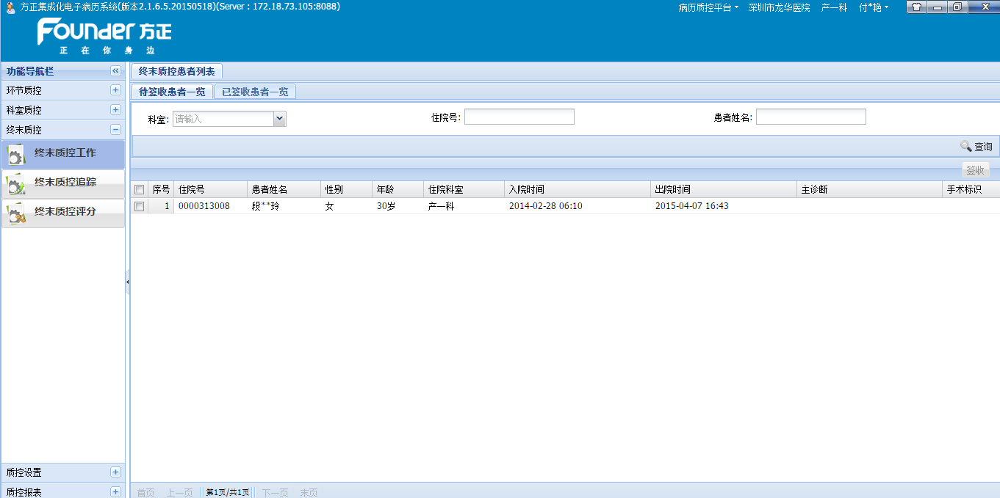 方正集成化电子病历系统(版本2.1.6.5.20150518)(Server : 172.18.73.105:8088) 病历质控平台 深圳市龙华医院 产一科 付*艳
Founder 方正
正 在 你 身 边
功能导航栏
环节质控
科室质控
终末质控
终末质控工作
终末质控追踪
终末质控评分
质控设置
质控报表
终末质控患者列表
待签收患者一览 已签收患者一览
科室: 请输入 住院号: 患者姓名:
查询
签收
序号 住院号 患者姓名 性别 年龄 住院科室 入院时间 出院时间 主诊断 手术标识
1 0000313008 段**玲 女 30岁 产一科 2014-02-28 06:10 2015-04-07 16:43
首页 上一页 第1页/共1页 下一页 末页